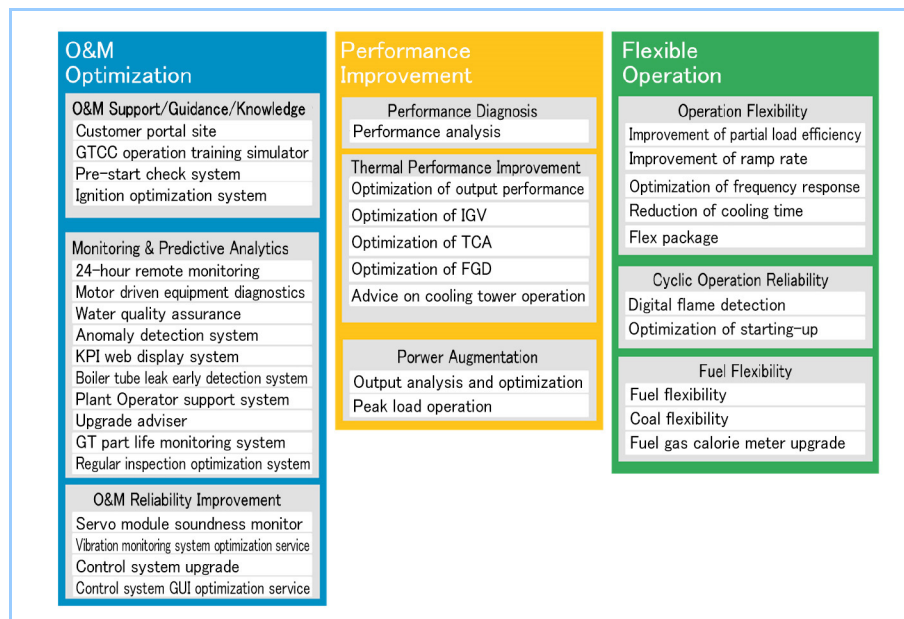 O&M
Optimization
O&M Support/Guidance/Knowledge
Customer portal site
GTCC operation training simulator
Pre-start check system
Ignition optimization system
Monitoring & Predictive Analytics
24-hour remote monitoring
Motor driven equipment diagnostics
Water quality assurance
Anomaly detection system
KPI web display system
Boiler tube leak early detection system
Plant Operator support system
Upgrade adviser
GT part life monitoring system
Regular inspection optimization system
O&M Reliability Improvement
Servo module soundness monitor
Vibration monitoring system optimization service
Control system upgrade
Control system GUI optimization service
Performance
Improvement
Performance Diagnosis
Performance analysis
Thermal Performance Improvement
Optimization of output performance
Optimization of IGV
Optimization of TCA
Optimization of FGD
Advice on cooling tower operation
Porwer Augmentation
Output analysis and optimization
Peak load operation
Flexible
Operation
Operation Flexibility
Improvement of partial load efficiency
Improvement of ramp rate
Optimization of frequency response
Reduction of cooling time
Flex package
Cyclic Operation Reliability
Digital flame detection
Optimization of starting-up
Fuel Flexibility
Fuel flexibility
Coal flexibility
Fuel gas calorie meter upgrade